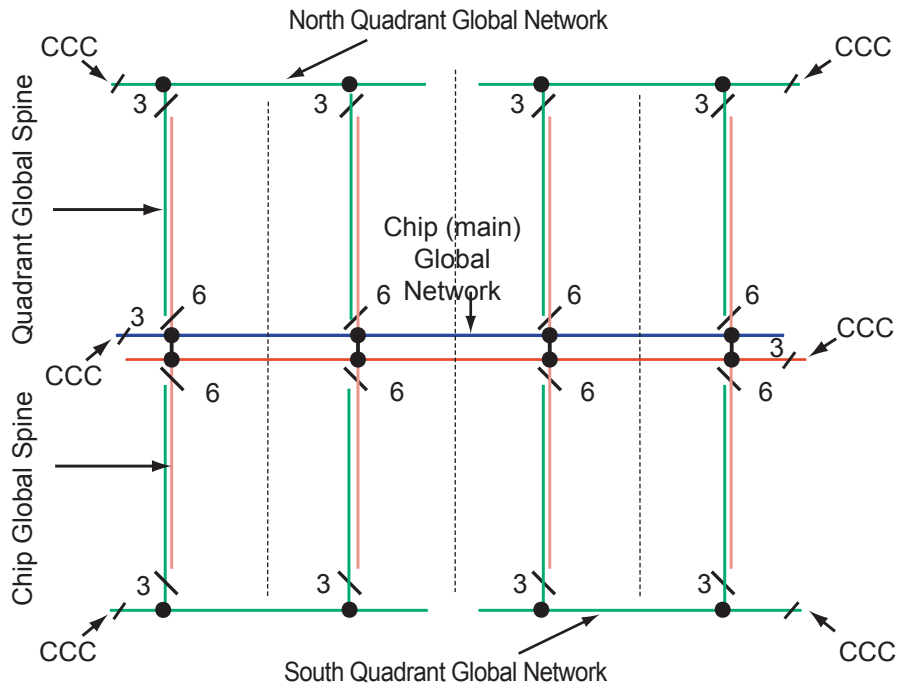 North Quadrant Global Network
CCC
CCC
3
3
3
3
Quadrant Global Spine
Chip (main)
Global
Network
6
6
6
6
3
CCC
3
CCC
6
6
6
6
Chip Global Spine
3
3
3
3
CCC
CCC
South Quadrant Global Network